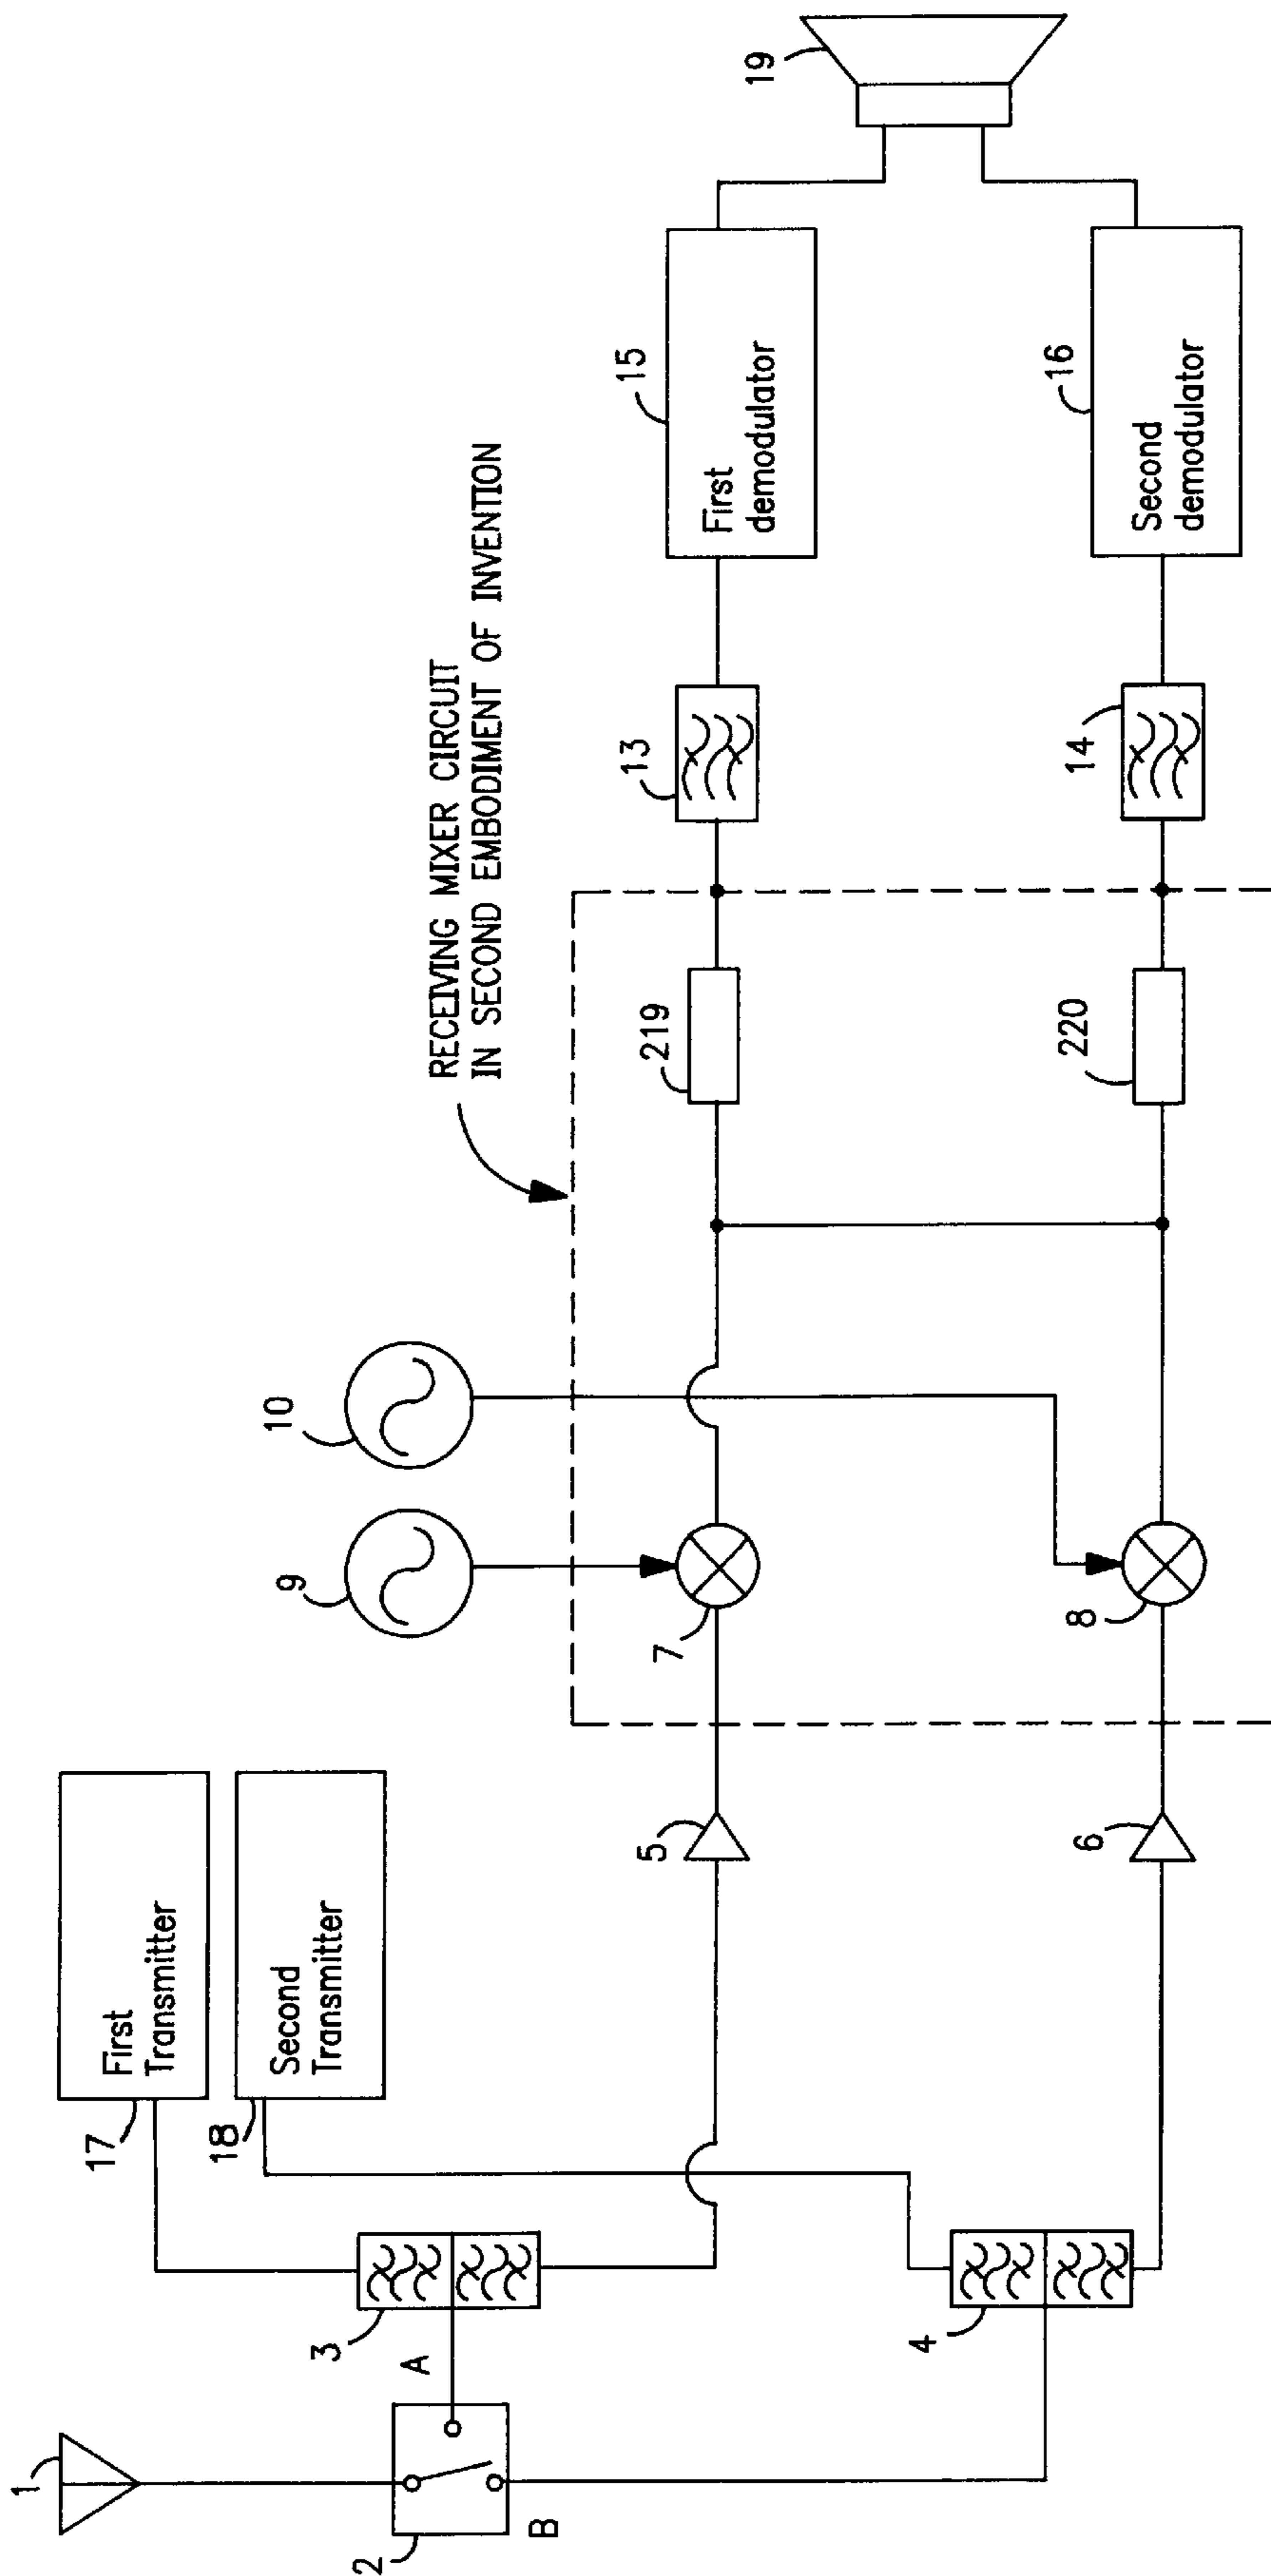 RECEIVING MIXER CIRCUIT
IN SECOND EMBODIMENT OF INVENTION
1
2
A
B
3
4
17
First
Transmitter
18
Second
Transmitter
5
6
9
10
7
8
219
220
13
14
15
First
demodulator
16
Second
demodulator
19